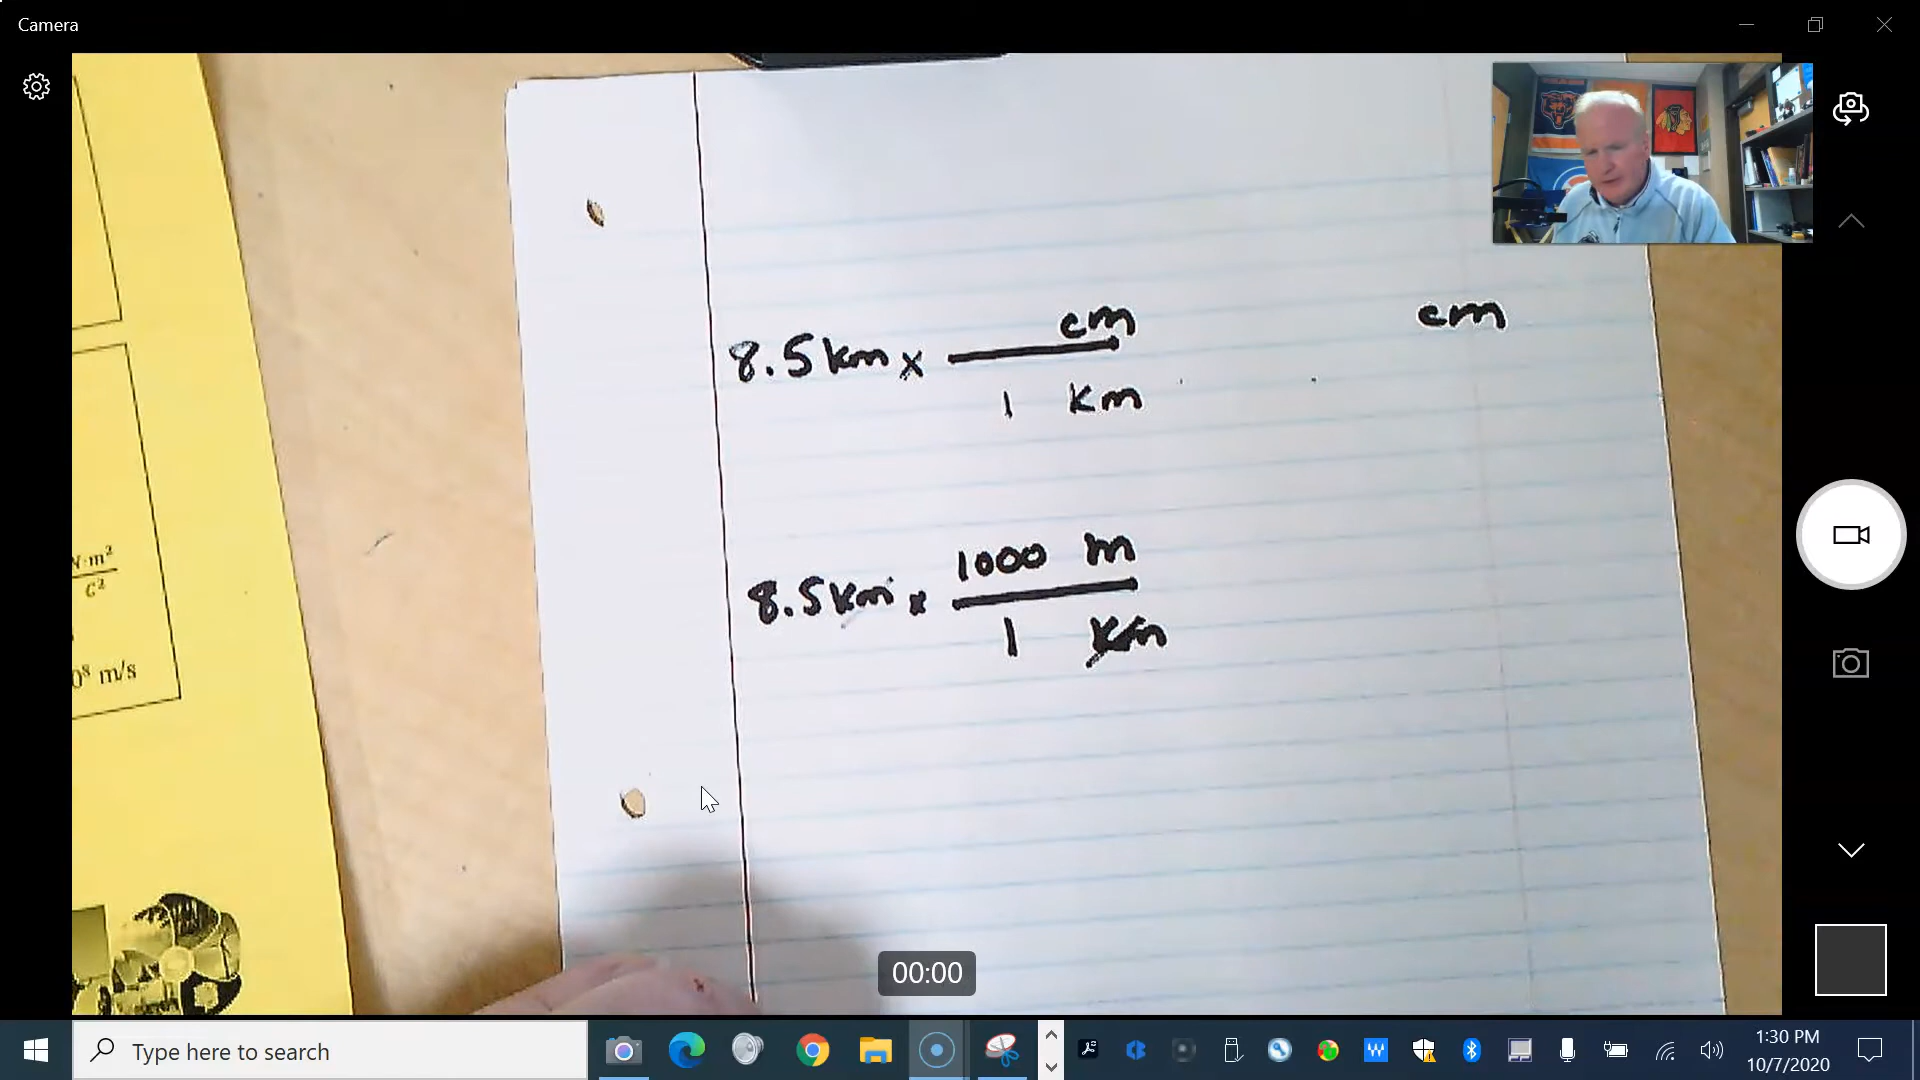 Camera
cm cm
8.5 km x
1 km
1000 m
8.5 km x
1 km
N·m²
C²
0⁸ m/s
00:00
Type here to search
1:30 PM
10/7/2020